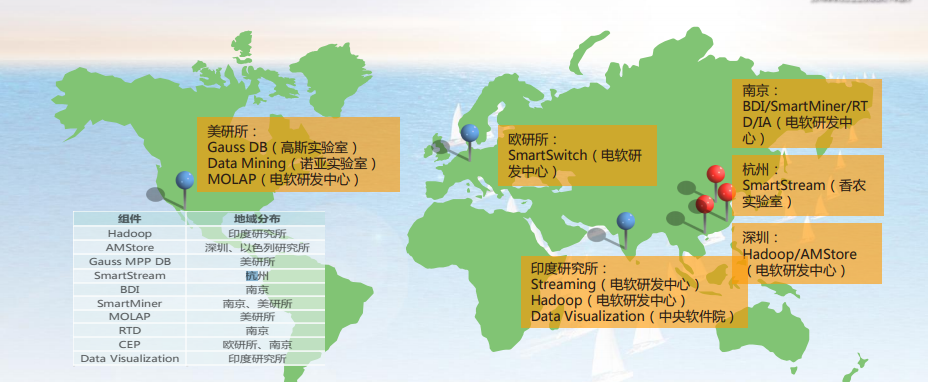 美研所：
Gauss DB（高斯实验室）
Data Mining（诺亚实验室）
MOLAP（电软研发中心）
欧研所：
SmartSwitch（电软研
发中心）
南京：
BDI/SmartMiner/RT
D/IA（电软研发中
心）
杭州：
SmartStream（香农
实验室）
深圳：
Hadoop/AMStore
（电软研发中心）
印度研究所：
Streaming（电软研发中心）
Hadoop（电软研发中心）
Data Visualization（中央软件院）
组件 地域分布
Hadoop 印度研究所
AMStore 深圳、以色列研究所
Gauss MPP DB 美研所
SmartStream 杭州
BDI 南京
SmartMiner 南京、美研所
MOLAP 美研所
RTD 南京
CEP 欧研所、南京
Data Visualization 印度研究所